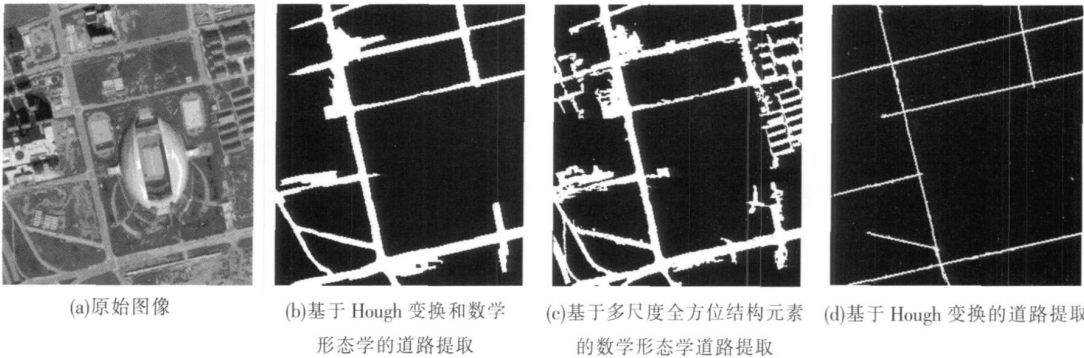 (a)原始图像
(b)基于 Hough 变换和数学
形态学的道路提取
(c)基于多尺度全方位结构元素
的数学形态学道路提取
(d)基于 Hough 变换的道路提取